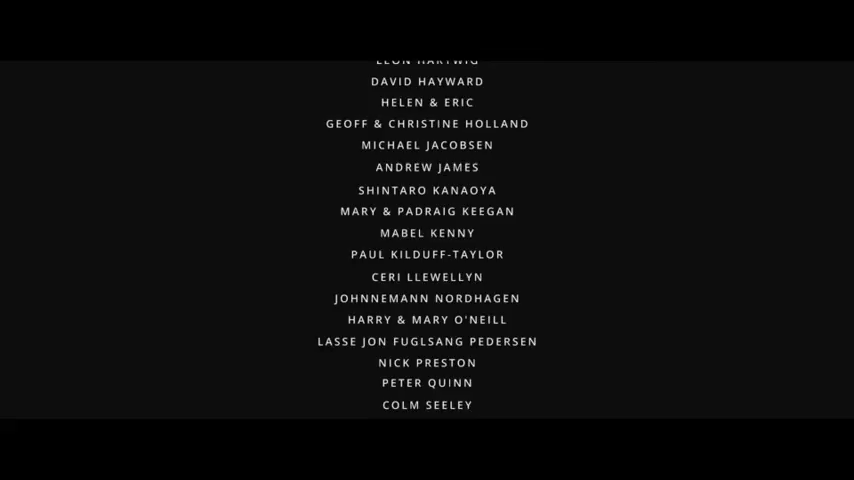 LEON HARTWIG
DAVID HAYWARD
HELEN & ERIC
GEOFF & CHRISTINE HOLLAND
MICHAEL JACOBSEN
ANDREW JAMES
SHINTARO KANAOYA
MARY & PADRAIG KEEGAN
MABEL KENNY
PAUL KILDUFF-TAYLOR
CERI LLEWELLYN
JOHNNEMANN NORDHAGEN
HARRY & MARY O'NEILL
LASSE JON FUGLSANG PEDERSEN
NICK PRESTON
PETER QUINN
COLM SEELEY